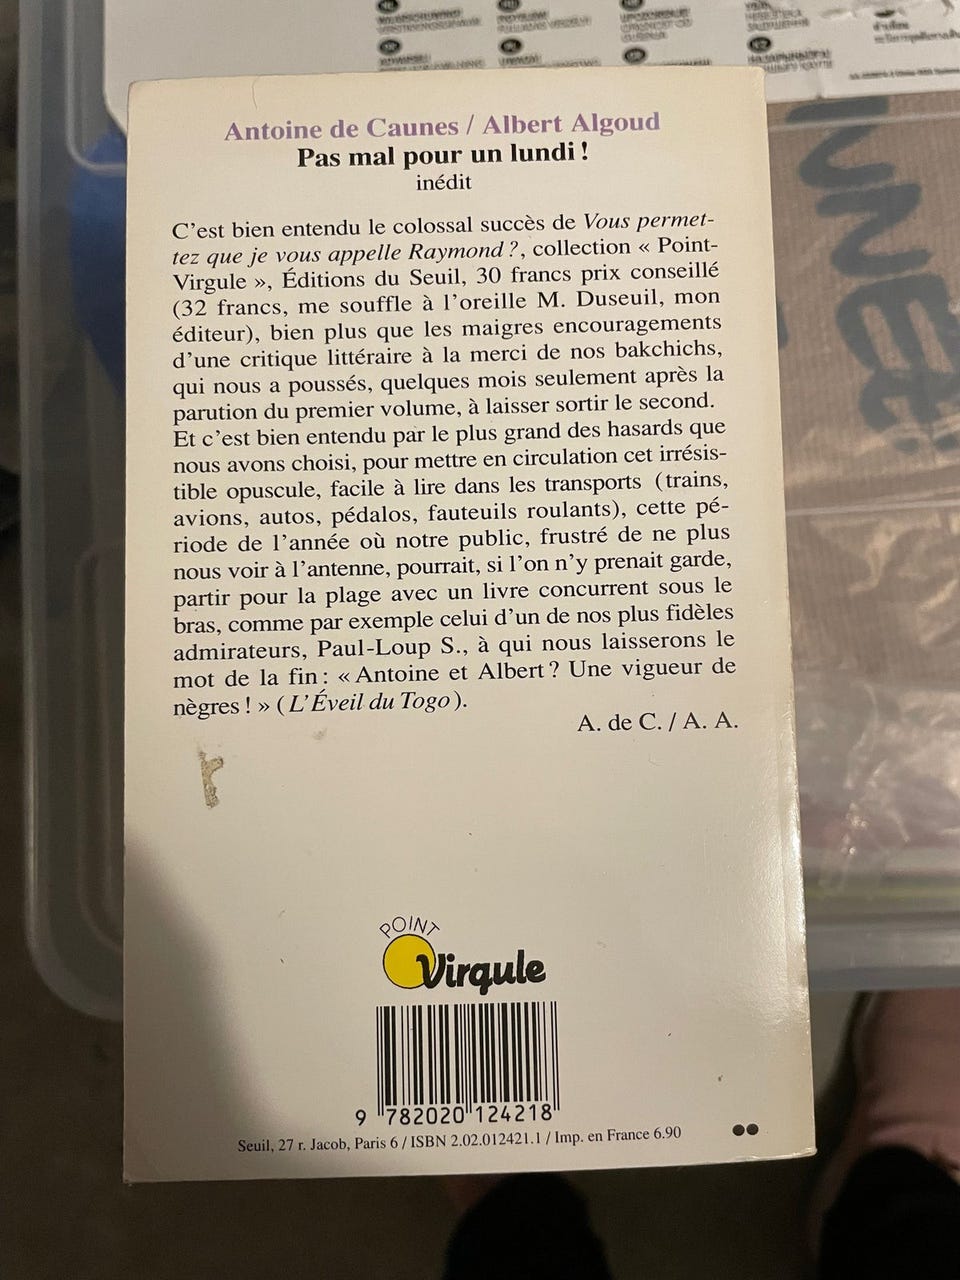 Antoine de Caunes / Albert Algoud
Pas mal pour un lundi !
inédit
C'est bien entendu le colossal succès de Vous permet-
tez que je vous appelle Raymond ?, collection « Point-
Virgule », Éditions du Seuil, 30 francs prix conseillé
(32 francs, me souffle à l'oreille M. Duseuil, mon
éditeur), bien plus que les maigres encouragements
d'une critique littéraire à la merci de nos bakchichs,
qui nous a poussés, quelques mois seulement après la
parution du premier volume, à laisser sortir le second.
Et c'est bien entendu par le plus grand des hasards que
nous avons choisi, pour mettre en circulation cet irrésis-
tible opuscule, facile à lire dans les transports (trains,
avions, autos, pédalos, fauteuils roulants), cette pé-
riode de l'année où notre public, frustré de ne plus
nous voir à l'antenne, pourrait, si l'on n'y prenait garde,
partir pour la plage avec un livre concurrent sous le
bras, comme par exemple celui d'un de nos plus fidèles
admirateurs, Paul-Loup S., à qui nous laisserons le
mot de la fin : « Antoine et Albert ? Une vigueur de
nègres ! » (L'Éveil du Togo).
A. de C. / A. A.
POINT
Virgule
9 782020 124218
Seuil, 27 r. Jacob, Paris 6 / ISBN 2.02.012421.1 / Imp. en France 6.90